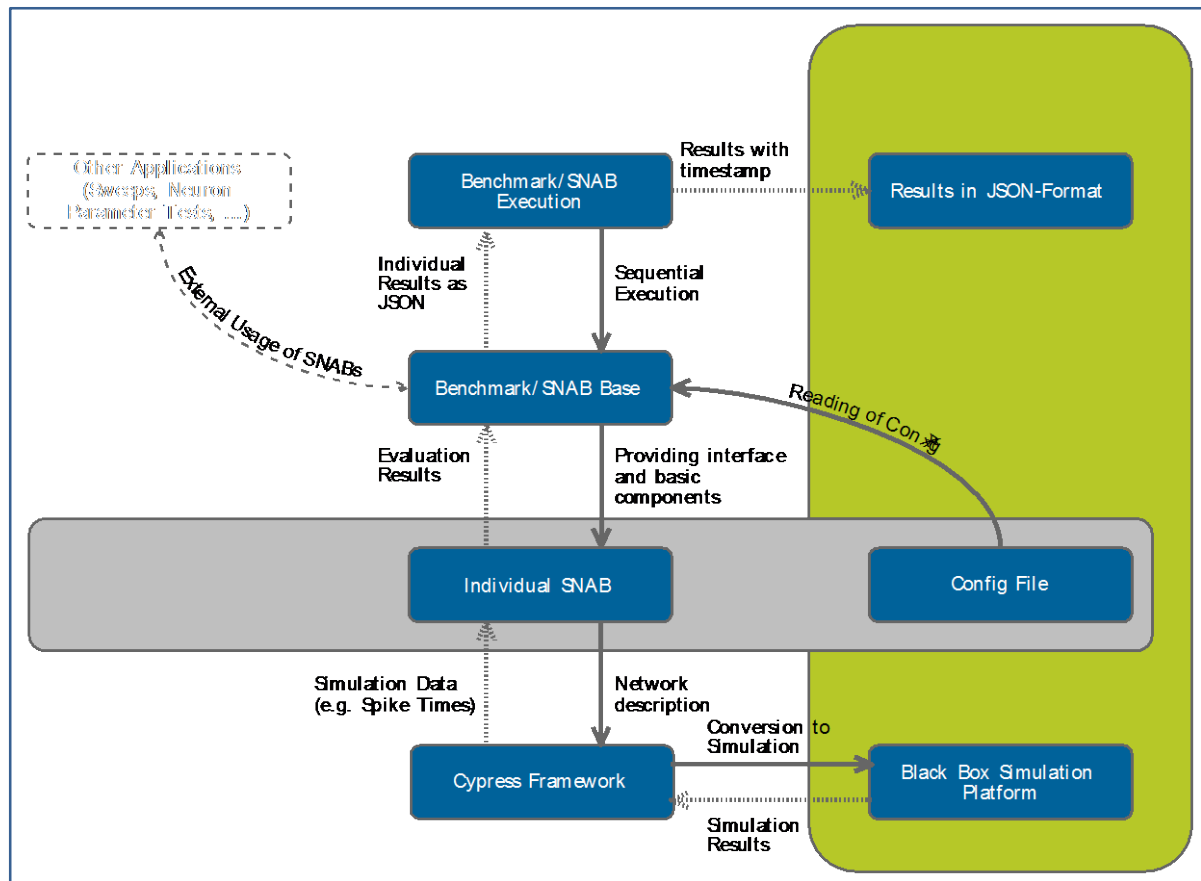 Other Applications
(Sweeps, Neuron
Parameter Tests, ...)
Benchmark/SNAB
Execution
Results with
timestamp
Results in JSON-Format
Individual
Results as
JSON
Sequential
Execution
External Usage of SNABs
Benchmark/SNAB Base
Reading of
Evaluation
Results
Providing interface
and basic
components
Individual SNAB
Config File
Simulation Data
(e.g. Spike Times)
Network
description
Conversion to
Simulation
Cypress Framework
Black Box Simulation
Platform
Simulation
Results